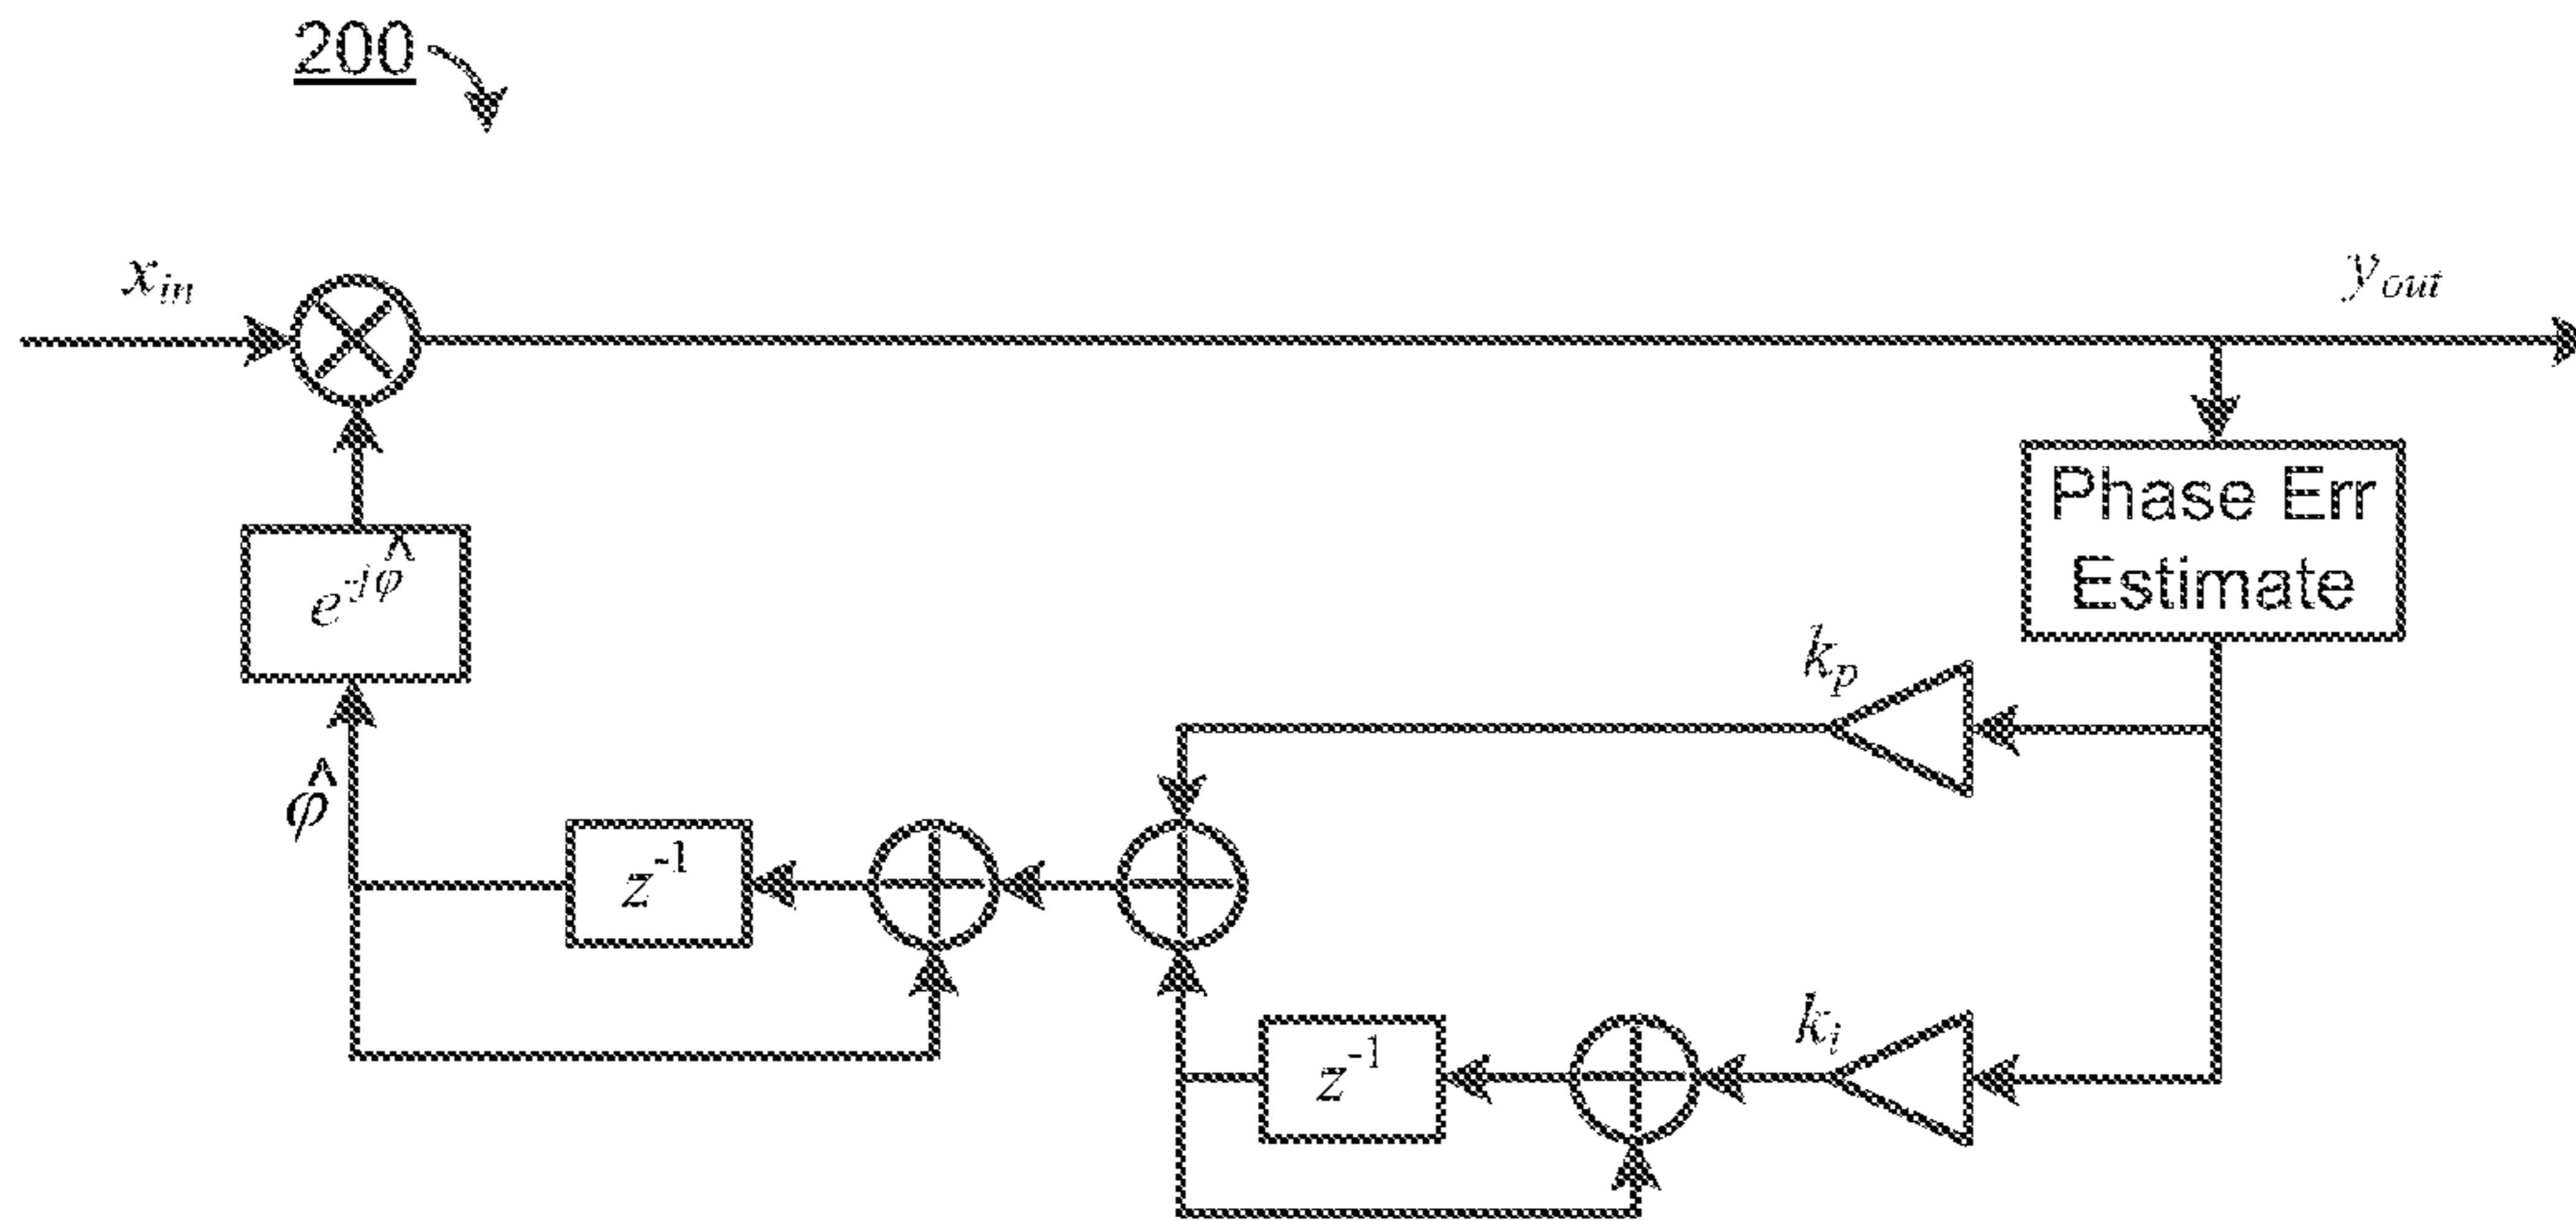 200
x_in
y_out
Phase Err
Estimate
e^-jφ̂
k_p
φ̂
z^-1
k_i
z^-1